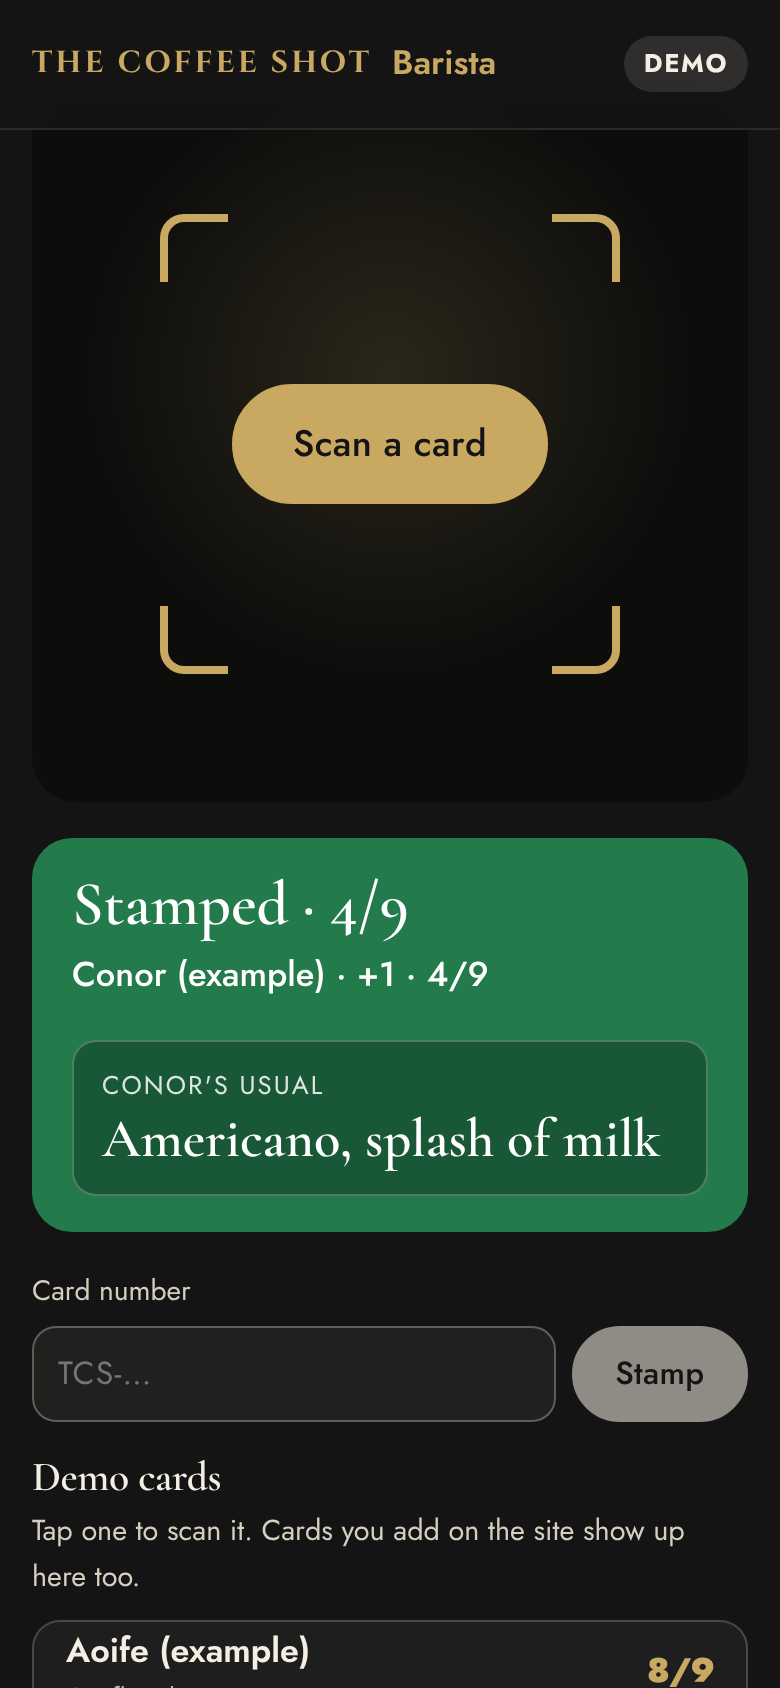 THE COFFEE SHOT Barista
DEMO
Scan a card
Stamped · 4/9
Conor (example) · +1 · 4/9
CONOR'S USUAL
Americano, splash of milk
Card number
TCS-...
Stamp
Demo cards
Tap one to scan it. Cards you add on the site show up
here too.
Aoife (example)
8/9